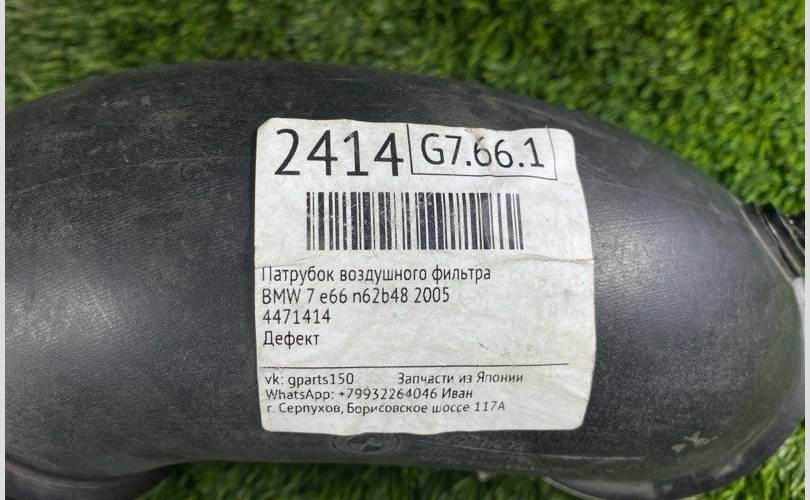 2414 G7.66.1
Патрубок воздушного фильтра
BMW 7 e66 n62b48 2005
4471414
Дефект
vk: gparts150 Запчасти из Японии
WhatsApp: +79932264046 Иван
г. Серпухов, Борисовское шоссе 117А